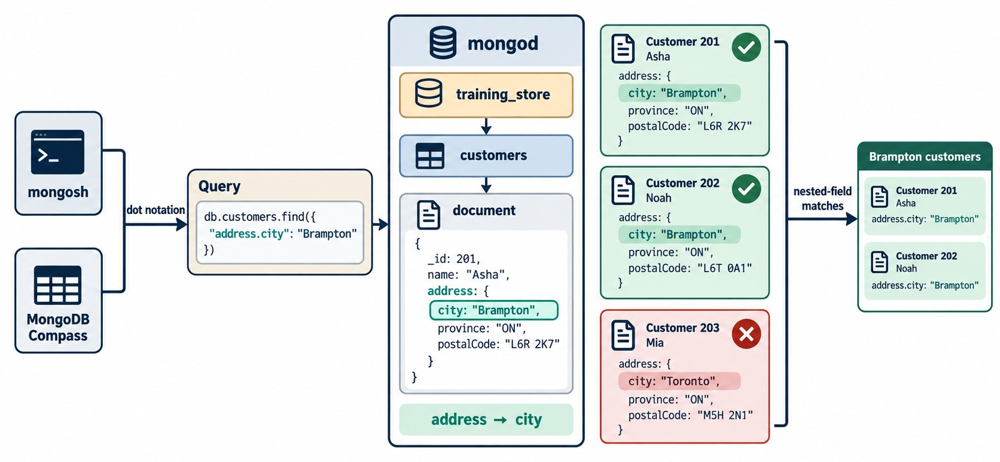 mongosh
MongoDB
Compass
dot notation
Query
db.customers.find({
"address.city": "Brampton"
})
mongod
training_store
customers
document
{
_id: 201,
name: "Asha",
address: {
city: "Brampton",
province: "ON",
postalCode: "L6R 2K7"
}
}
address → city
Customer 201
Asha
address: {
city: "Brampton",
province: "ON",
postalCode: "L6R 2K7"
}
Customer 202
Noah
address: {
city: "Brampton",
province: "ON",
postalCode: "L6T 0A1"
}
Customer 203
Mia
address: {
city: "Toronto",
province: "ON",
postalCode: "M5H 2N1"
}
nested-field
matches
Brampton customers
Customer 201
Asha
address.city: "Brampton"
Customer 202
Noah
address.city: "Brampton"